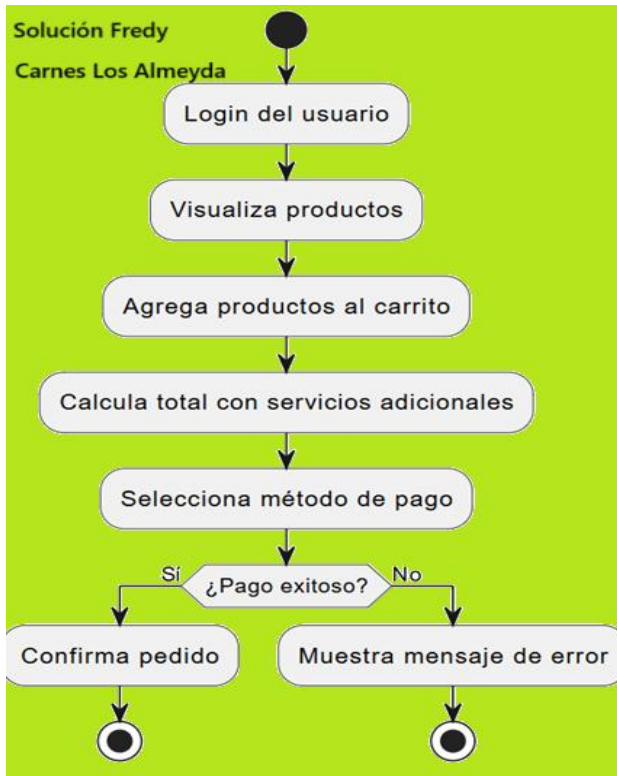 Solución Fredy
Carnes Los Almeyda
Login del usuario
Visualiza productos
Agrega productos al carrito
Calcula total con servicios adicionales
Selecciona método de pago
Sí
¿Pago exitoso?
No
Confirma pedido
Muestra mensaje de error